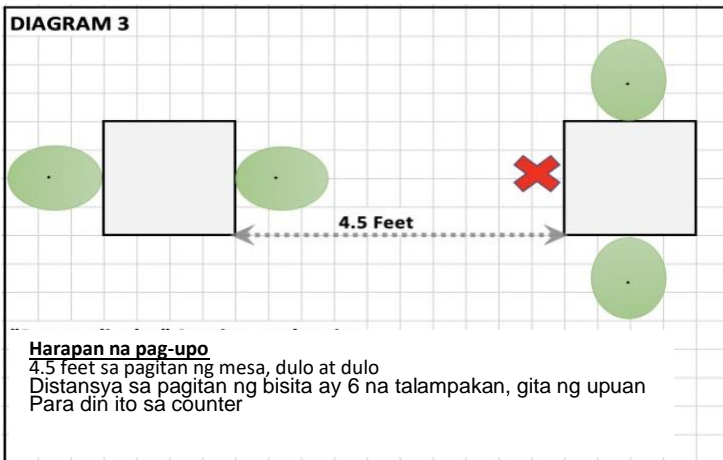 DIAGRAM 3
4.5 Feet
Harapan na pag-upo
4.5 feet sa pagitan ng mesa, dulo at dulo
Distansya sa pagitan ng bisita ay 6 na talampakan, gita ng upuan
Para din ito sa counter